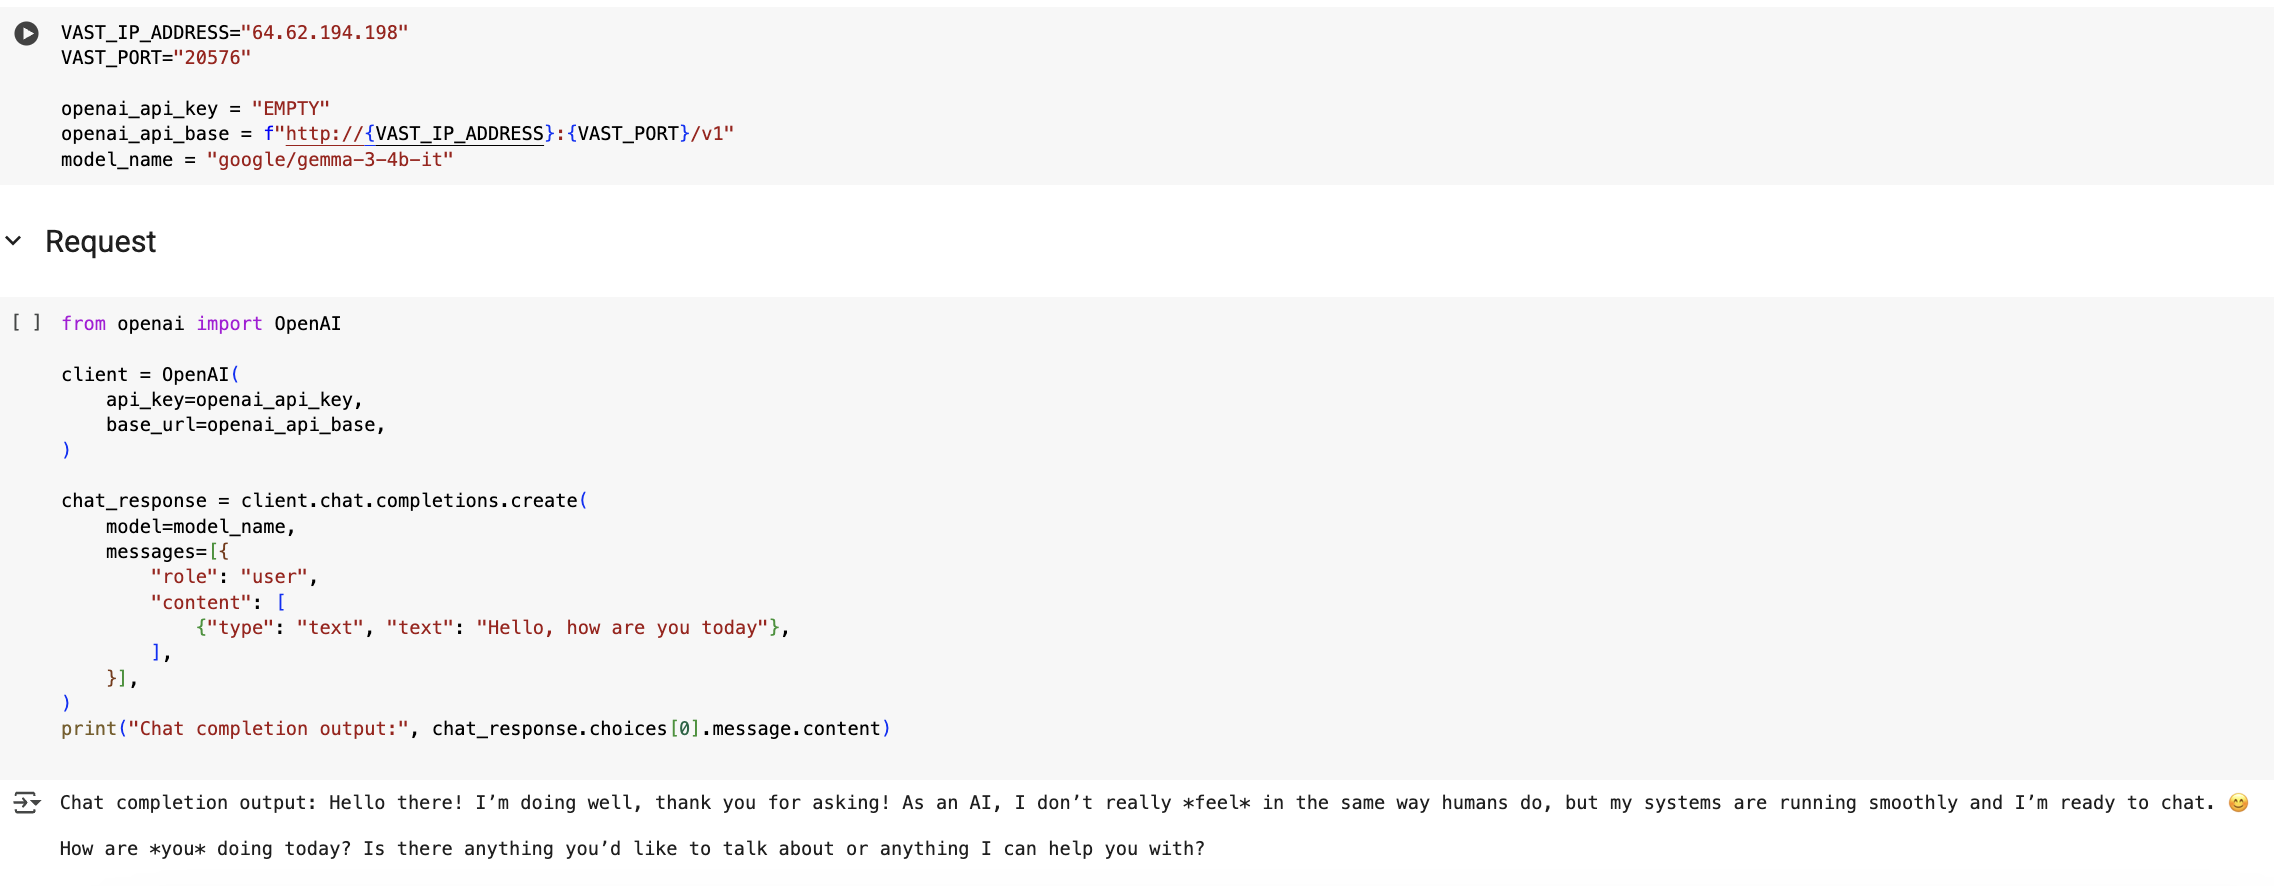 VAST_IP_ADDRESS="64.62.194.198"
VAST_PORT="20576"
openai_api_key = "EMPTY"
openai_api_base = f"http://{VAST_IP_ADDRESS}:{VAST_PORT}/v1"
model_name = "google/gemma-3-4b-it"
Request
[ ] from openai import OpenAI
client = OpenAI(
    api_key=openai_api_key,
    base_url=openai_api_base,
)
chat_response = client.chat.completions.create(
    model=model_name,
    messages=[{
        "role": "user",
        "content": [
            {"type": "text", "text": "Hello, how are you today"},
        ],
    }],
)
print("Chat completion output:", chat_response.choices[0].message.content)
Chat completion output: Hello there! I’m doing well, thank you for asking! As an AI, I don’t really *feel* in the same way humans do, but my systems are running smoothly and I’m ready to chat. 😊
How are *you* doing today? Is there anything you’d like to talk about or anything I can help you with?